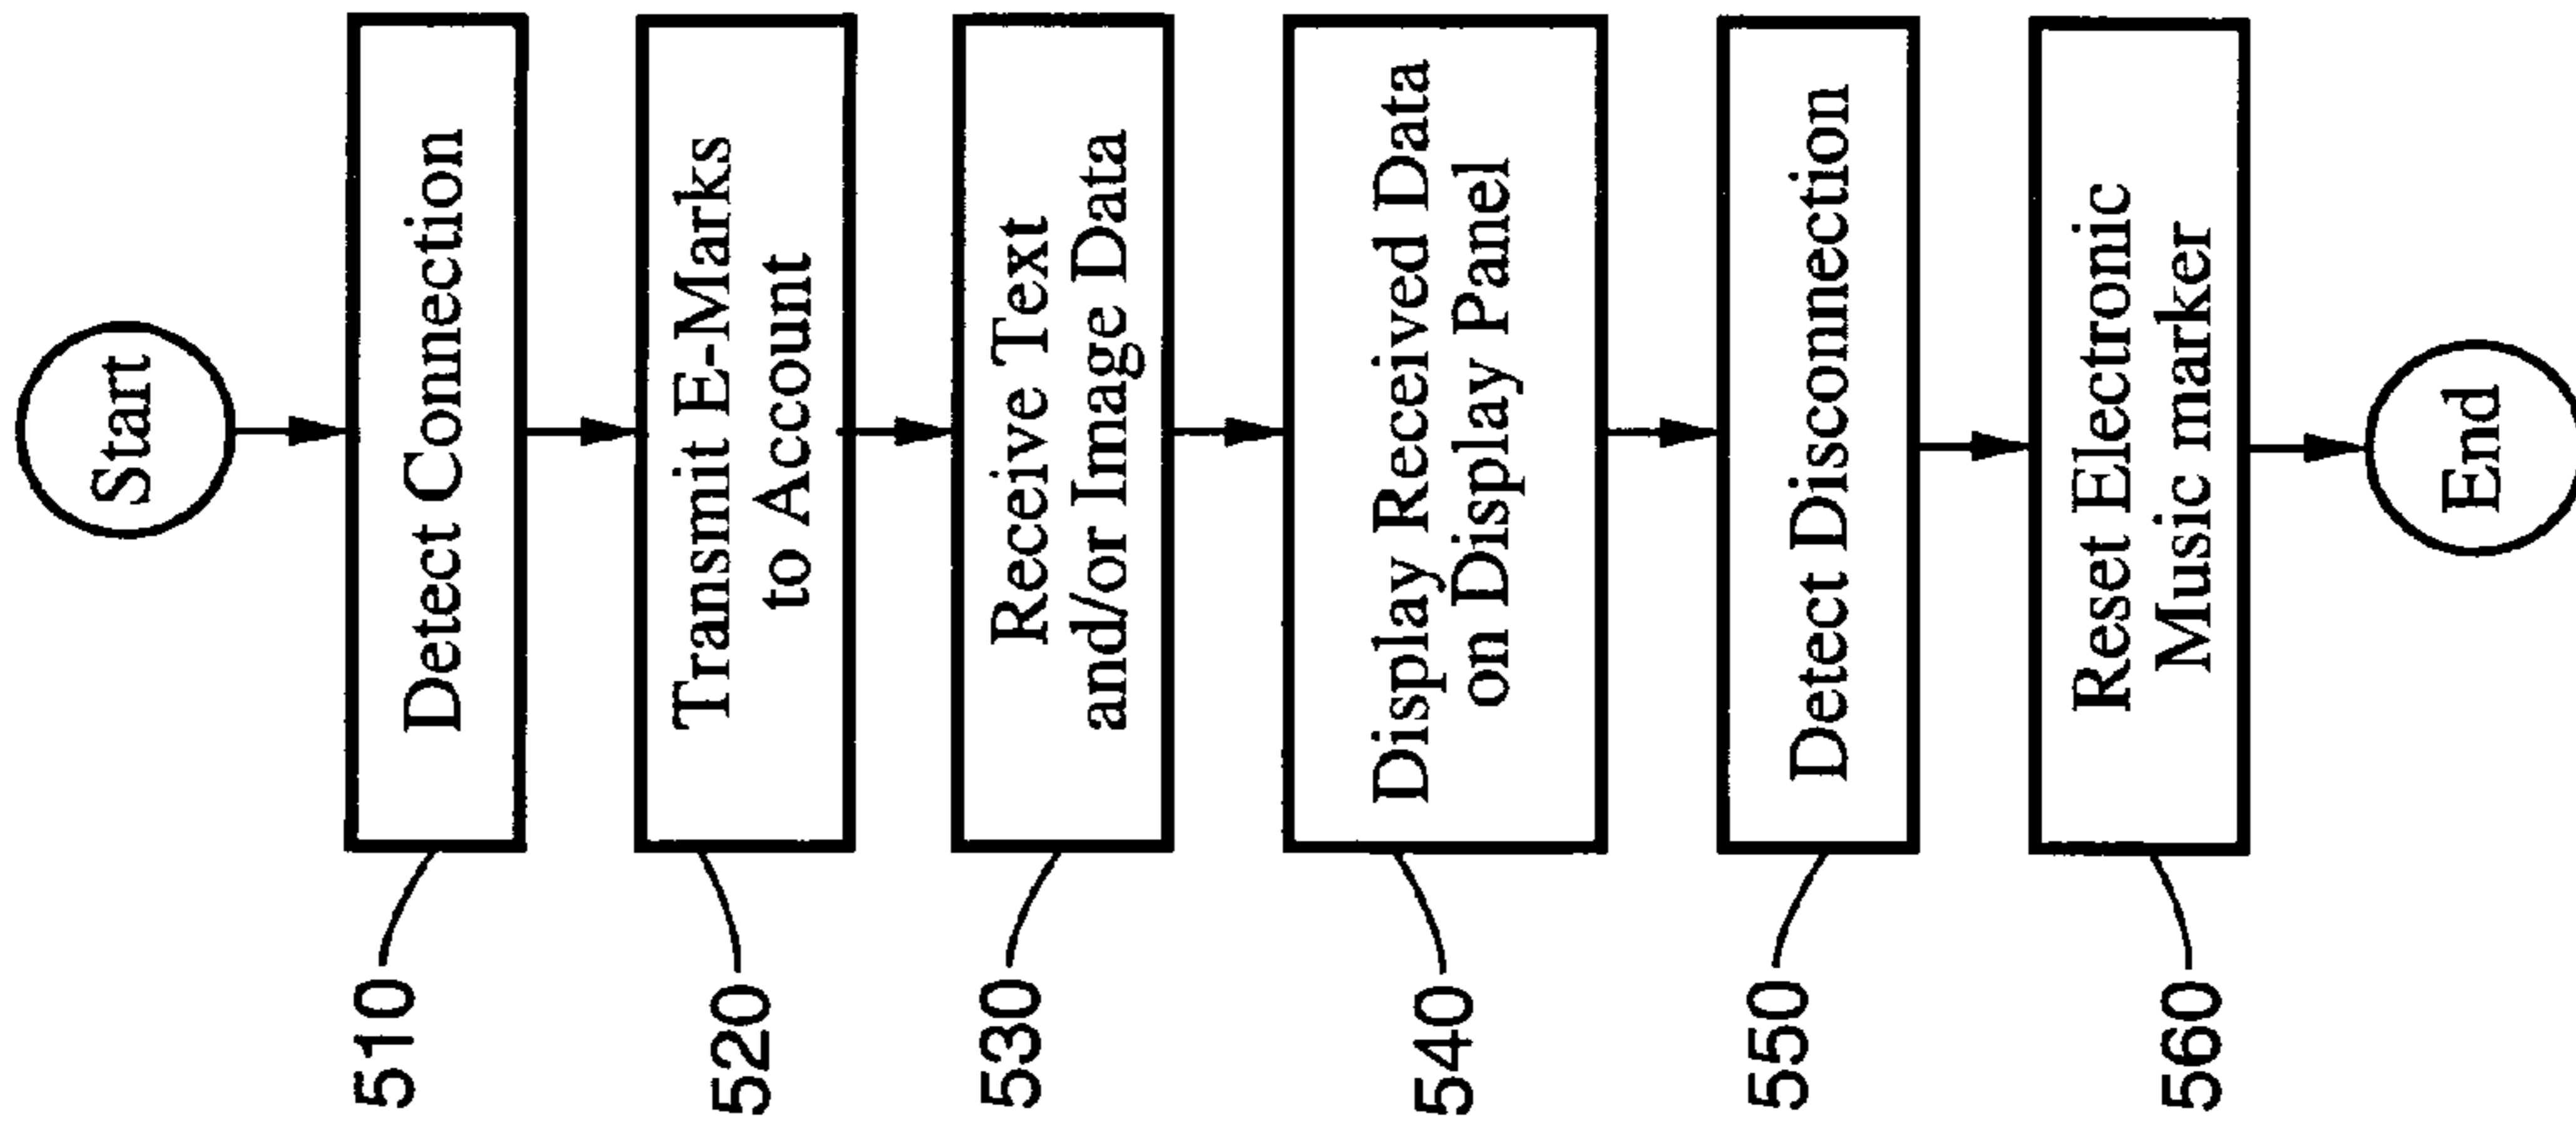 Start
510
Detect Connection
520
Transmit E-Marks
to Account
530
Receive Text
and/or Image Data
540
Display Received Data
on Display Panel
550
Detect Disconnection
560
Reset Electronic
Music marker
End